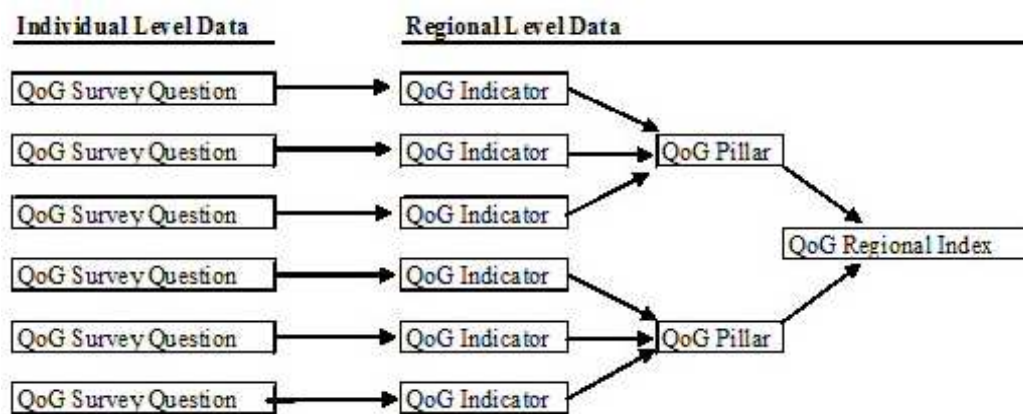 Individual Level Data Regional Level Data
QoG Survey Question QoG Indicator
QoG Survey Question QoG Indicator QoG Pillar
QoG Survey Question QoG Indicator
QoG Regional Index
QoG Survey Question QoG Indicator
QoG Survey Question QoG Indicator QoG Pillar
QoG Survey Question QoG Indicator